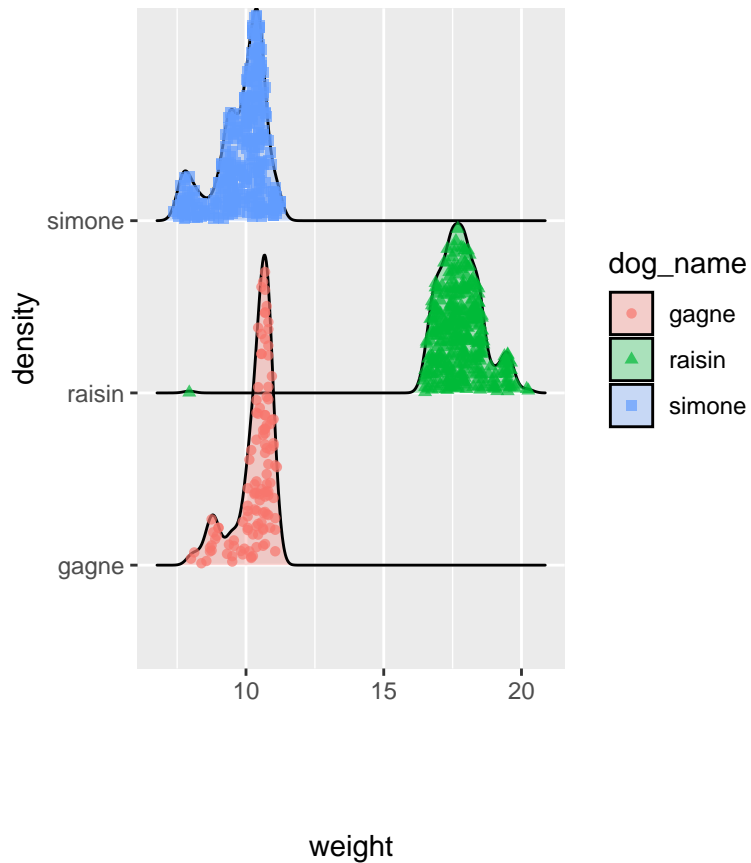 density
simone
raisin
gagne
10
15
20
weight
dog_name
gagne
raisin
simone